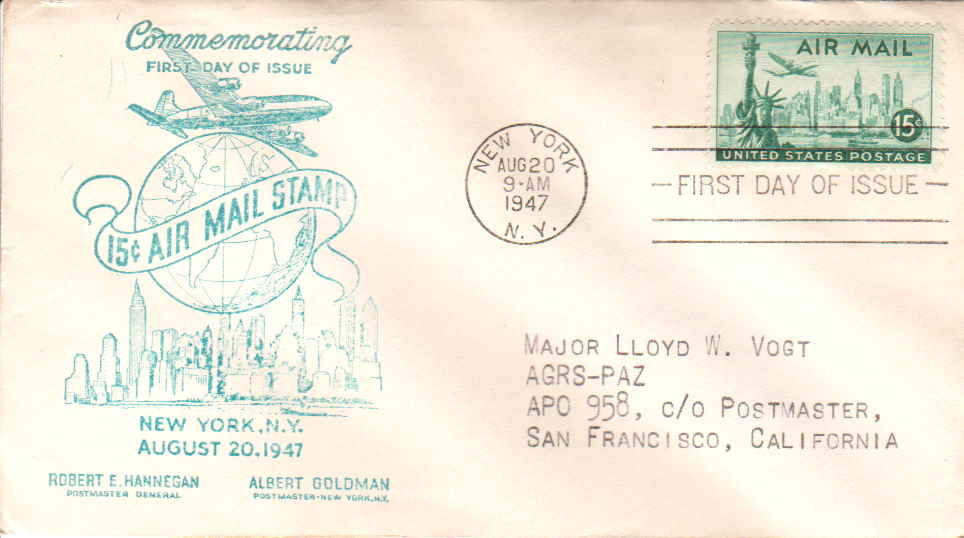 Commemorating
FIRST DAY OF ISSUE
15¢ AIR MAIL STAMP
NEW YORK, N.Y.
AUGUST 20, 1947
ROBERT E. HANNEGAN
POSTMASTER GENERAL
ALBERT GOLDMAN
POSTMASTER-NEW YORK, N.Y.
NEW YORK
AUG 20
9-AM
1947
N. Y.
AIR MAIL
15¢
UNITED STATES POSTAGE
FIRST DAY OF ISSUE
MAJOR LLOYD W. VOGT
AGRS-PAZ
APO 958, C/O POSTMASTER,
SAN FRANCISCO, CALIFORNIA